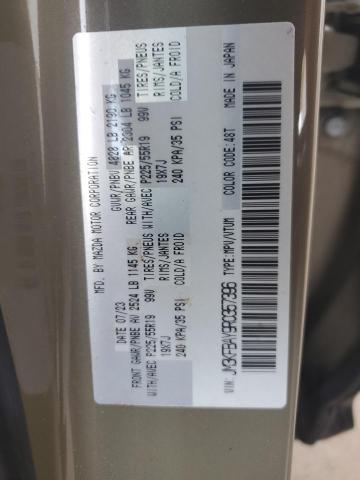 MFD. BY MAZDA MOTOR CORPORATION
DATE 07/23 GVWR/PNBV 4828 LB 2190 KG
FRONT GAWR/PNBE AV 2524 LB 1145 KG REAR GAWR/PNBE AR 2304 LB 1045 KG
TIRES/PNEUS TIRES/PNEUS
WITH/AVEC P225/55R19 99V RIMS/JANTES WITH/AVEC P225/55R19 99V RIMS/JANTES
19X7J COLD/A FROID 19X7J COLD/A FROID
240 KPA/35 PSI 240 KPA/35 PSI
MADE IN JAPAN
COLOR CODE:46T
TYPE:MPV/VTUM
VIN: